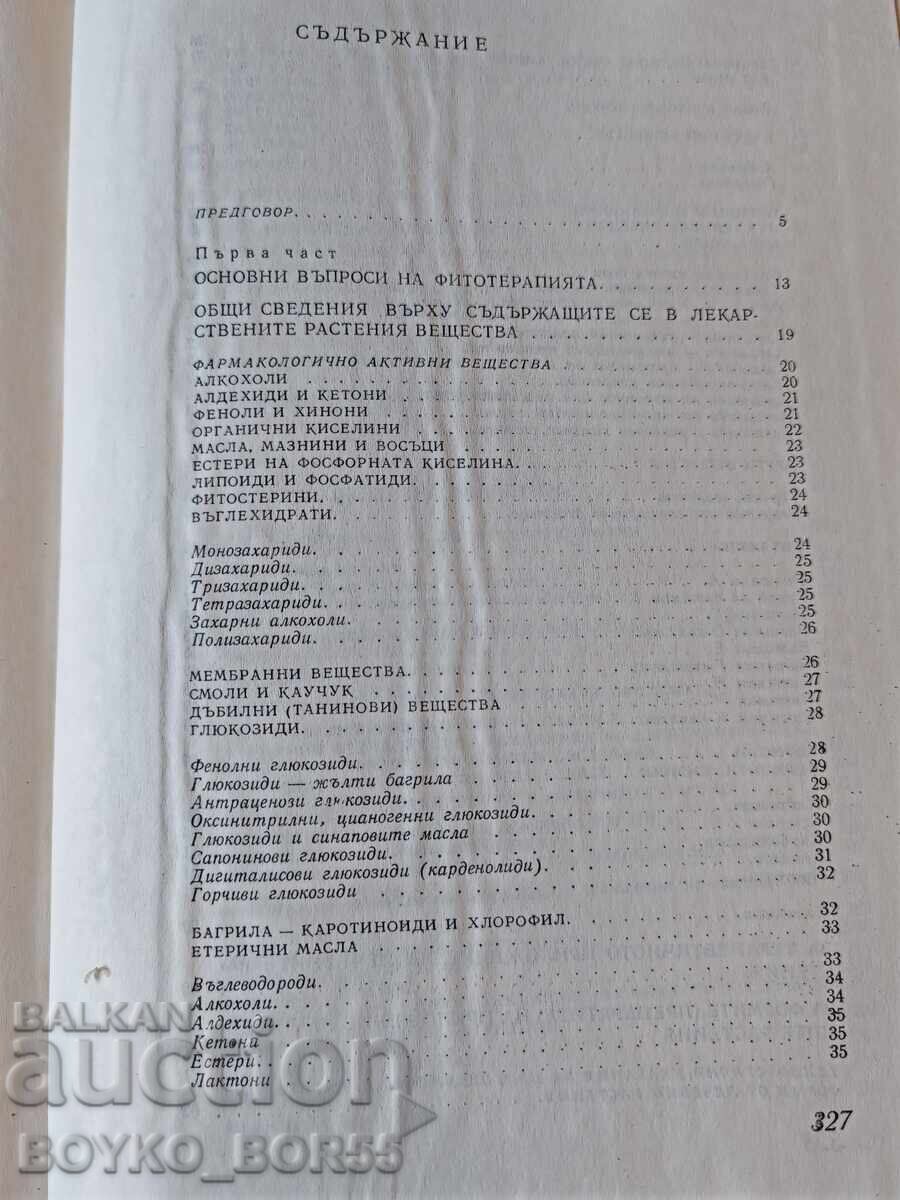 СЪДЪРЖАНИЕ
ПРЕДГОВОР. 5
Първа част
ОСНОВНИ ВЪПРОСИ НА ФИТОТЕРАПИЯТА. 13
ОБЩИ СВЕДЕНИЯ ВЪРХУ СЪДЪРЖАЩИТЕ СЕ В ЛЕКАР-
СТВЕНИТЕ РАСТЕНИЯ ВЕЩЕСТВА 19
ФАРМАКОЛОГИЧНО АКТИВНИ ВЕЩЕСТВА 20
АЛКОХОЛИ 20
АЛДЕХИДИ И КЕТОНИ 21
ФЕНОЛИ И ХИНОНИ 21
ОРГАНИЧНИ КИСЕЛИНИ 22
МАСЛА, МАЗНИНИ И ВОСЪЦИ 23
ЕСТЕРИ НА ФОСФОРНАТА КИСЕЛИНА. 23
ЛИПОИДИ И ФОСФАТИДИ. 23
ФИТОСТЕРИНИ. 24
ВЪГЛЕХИДРАТИ. 24
Монозахариди. 24
Дизахариди. 25
Тризахариди. 25
Тетразахариди. 25
Захарни алкохоли. 25
Полизахариди. 26
МЕМБРАННИ ВЕЩЕСТВА. 26
СМОЛИ И КАУЧУК 27
ДЪБИЛНИ (ТАНИНОВИ) ВЕЩЕСТВА 27
ГЛЮКОЗИДИ. 28
Фенолни глюкозиди. 28
Глюкозиди — жълти багрила 29
Антраценови глюкозиди. 29
Оксинитрилни, цианогенни глюкозиди. 30
Глюкозиди и синаповите масла 30
Сапонинови глюкозиди. 30
Дигиталисови глюкозиди (карденолиди). 31
Горчиви глюкозиди 32
БАГРИЛА — КАРОТИНОИДИ И ХЛОРОФИЛ. 32
ЕТЕРИЧНИ МАСЛА 33
Въглеводороди. 33
Алкохоли. 34
Алдехиди. 34
Кетона 35
Естери. 35
Лактони 35
327
BALKAN
auction
BOYKO_BOR55